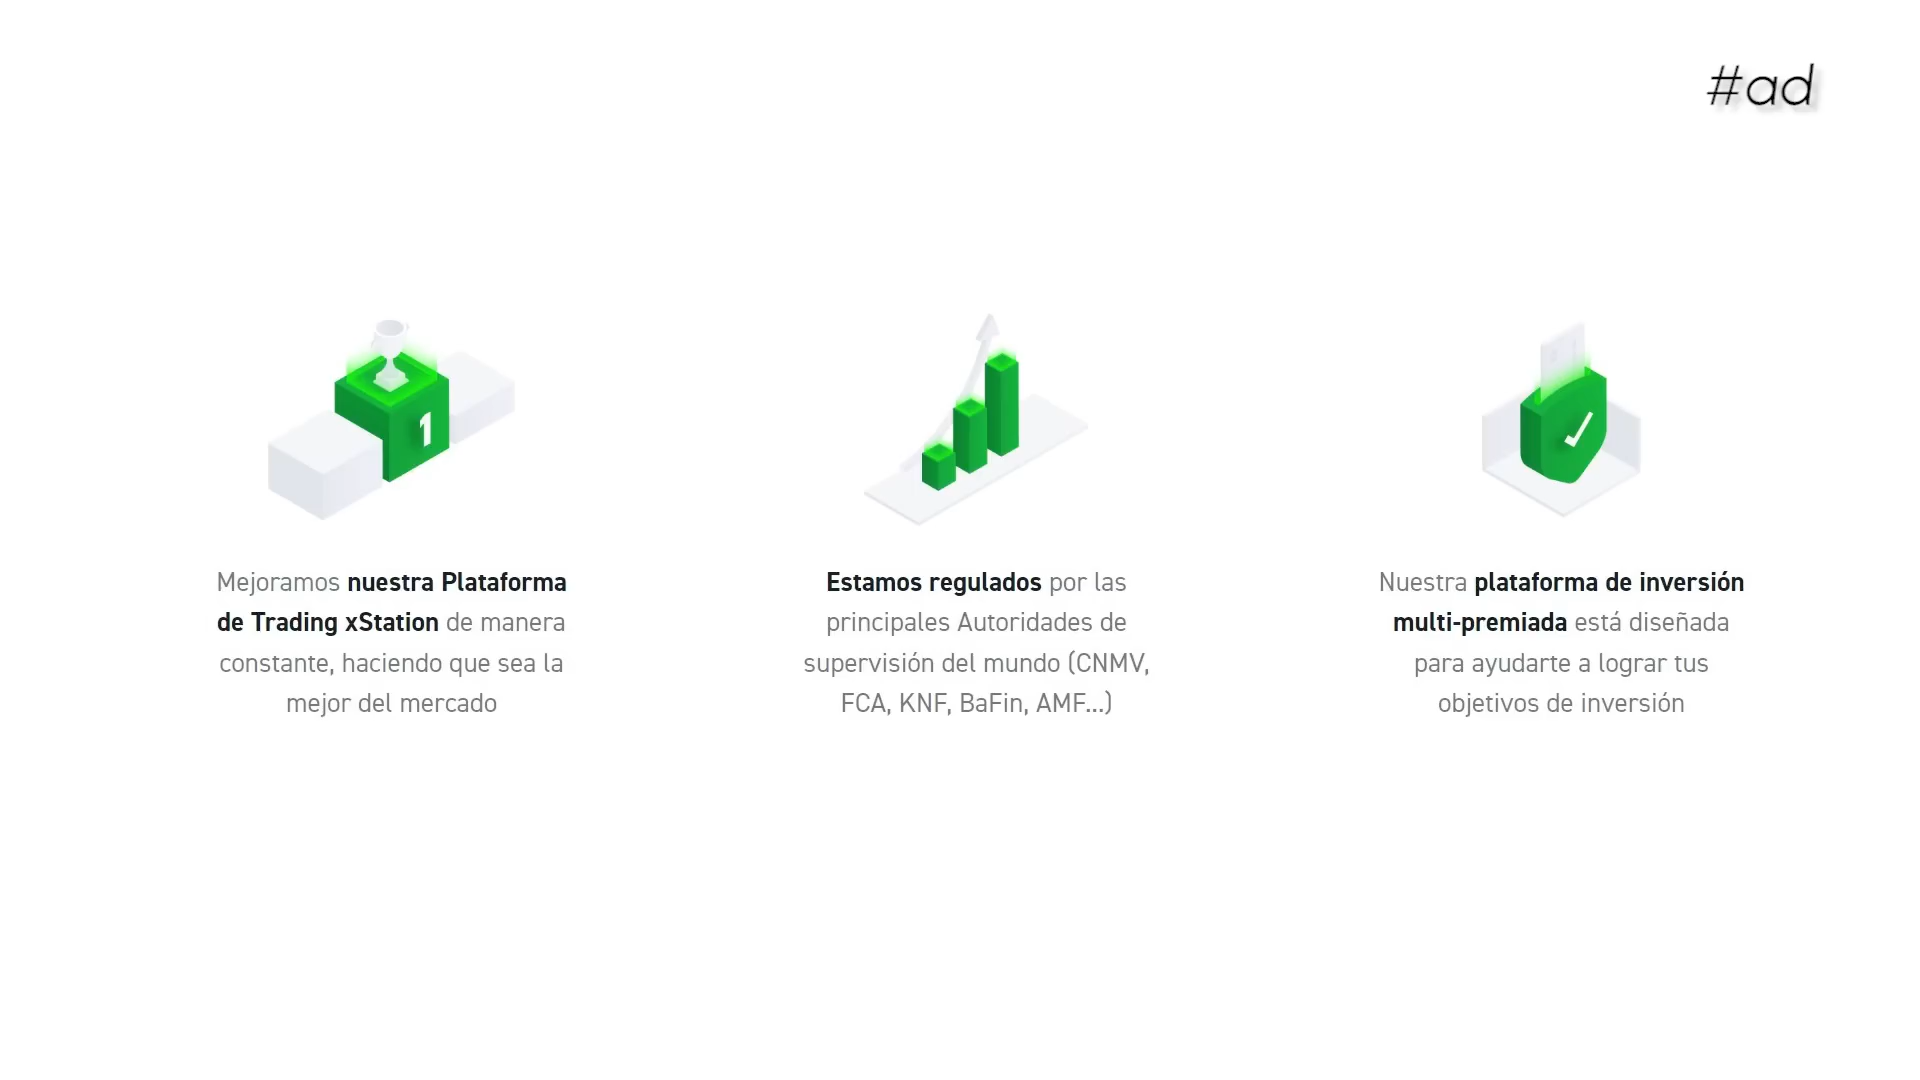 #ad
1
Mejoramos nuestra Plataforma
de Trading xStation de manera
constante, haciendo que sea la
mejor del mercado
Estamos regulados por las
principales Autoridades de
supervisión del mundo (CNMV,
FCA, KNF, BaFin, AMF...)
Nuestra plataforma de inversión
multi-premiada está diseñada
para ayudarte a lograr tus
objetivos de inversión